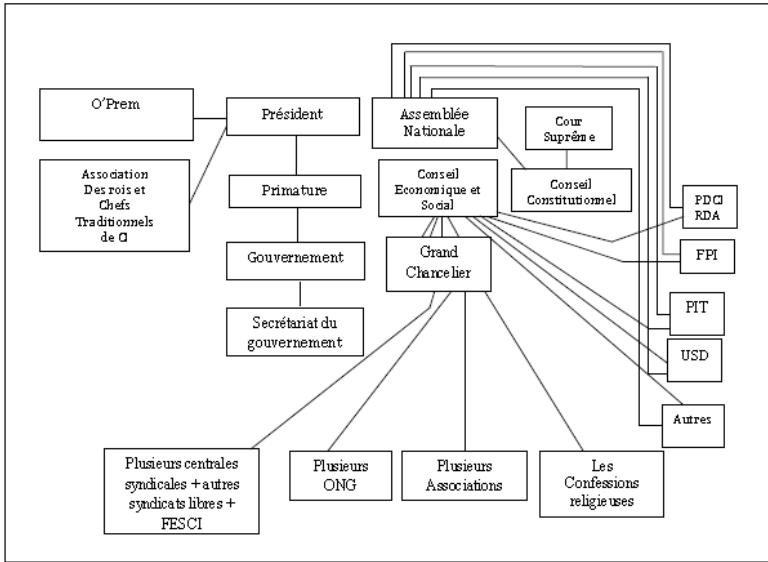 O'Prem
Président
Assemblée
Nationale
Cour
Suprême
Association
Des rois et
Chefs
Traditionnels
de CI
Primature
Conseil
Economique et
Social
Conseil
Constitutionnel
PDCI
RDA
Gouvernement
Grand
Chancelier
FPI
Secrétariat du
gouvernement
PIT
USD
Autres
Plusieurs centrales
syndicales + autres
syndicats libres +
FESCI
Plusieurs
ONG
Plusieurs
Associations
Les
Confessions
religieuses